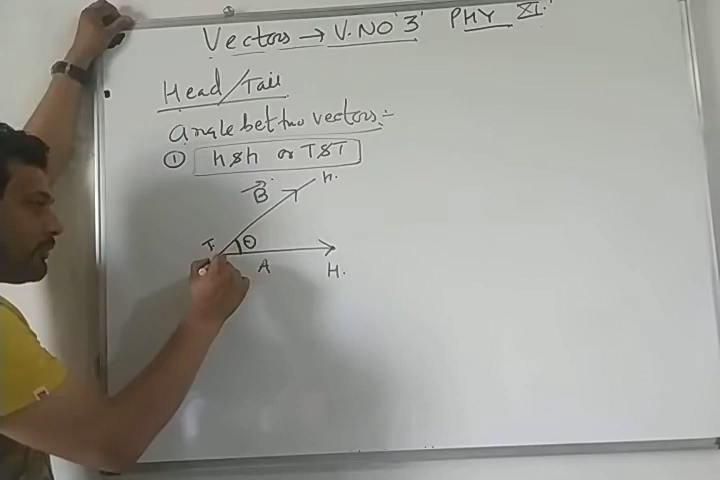 Vectors → V.NO '3' PHY XI.
Head/Tail
Angle bet two vectors:-
① h&h or T&T
B h.
T. θ
A H.